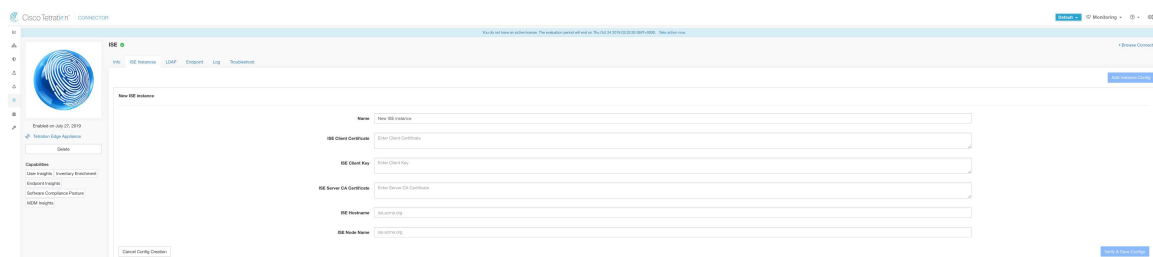 Cisco Tetration CONNECTOR
Default Monitoring
You do not have an active license. The evaluation period will end on Thu Oct 24 2019 03:22:30 GMT+0000. Take action now.
ISE
Browse Connect
Info ISE Instances LDAP Endpoint Log Troubleshoot
Add Instance Config
New ISE instance
Name New ISE instance
Enabled on July 27, 2019
Tetration Edge Appliance
ISE Client Certificate Enter Client Certificate
Delete
ISE Client Key Enter Client Key
Capabilities
User Insights Inventory Enrichment
Endpoint Insights
Software Compliance Posture
MDM Insights
ISE Server CA Certificate Enter Server CA Certificate
ISE Hostname ise.acme.org
ISE Node Name ise.acme.org
Cancel Config Creation Verify & Save Configs